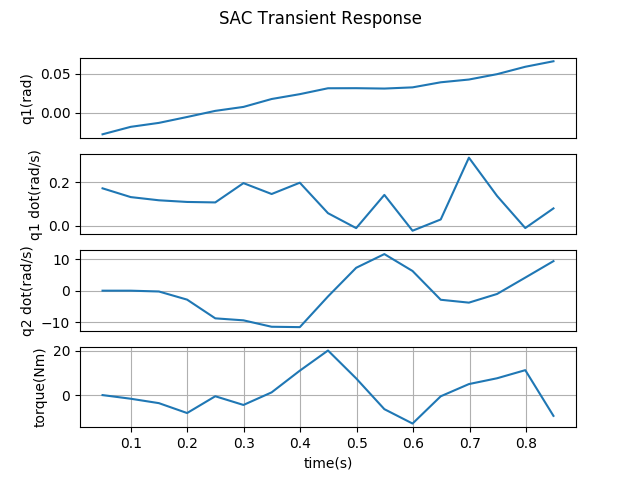 SAC Transient Response
0.05
0.00
q1(rad)
0.2
0.0
q1 dot(rad/s)
10
0
−10
q2 dot(rad/s)
20
0
torque(Nm)
0.1 0.2 0.3 0.4 0.5 0.6 0.7 0.8
time(s)